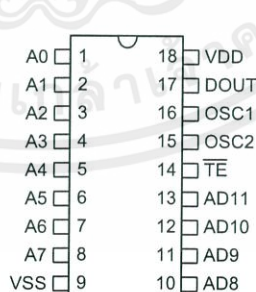 A0 1 18 VDD
A1 2 17 DOUT
A2 3 16 OSC1
A3 4 15 OSC2
A4 5 14 TE
A5 6 13 AD11
A6 7 12 AD10
A7 8 11 AD9
VSS 9 10 AD8